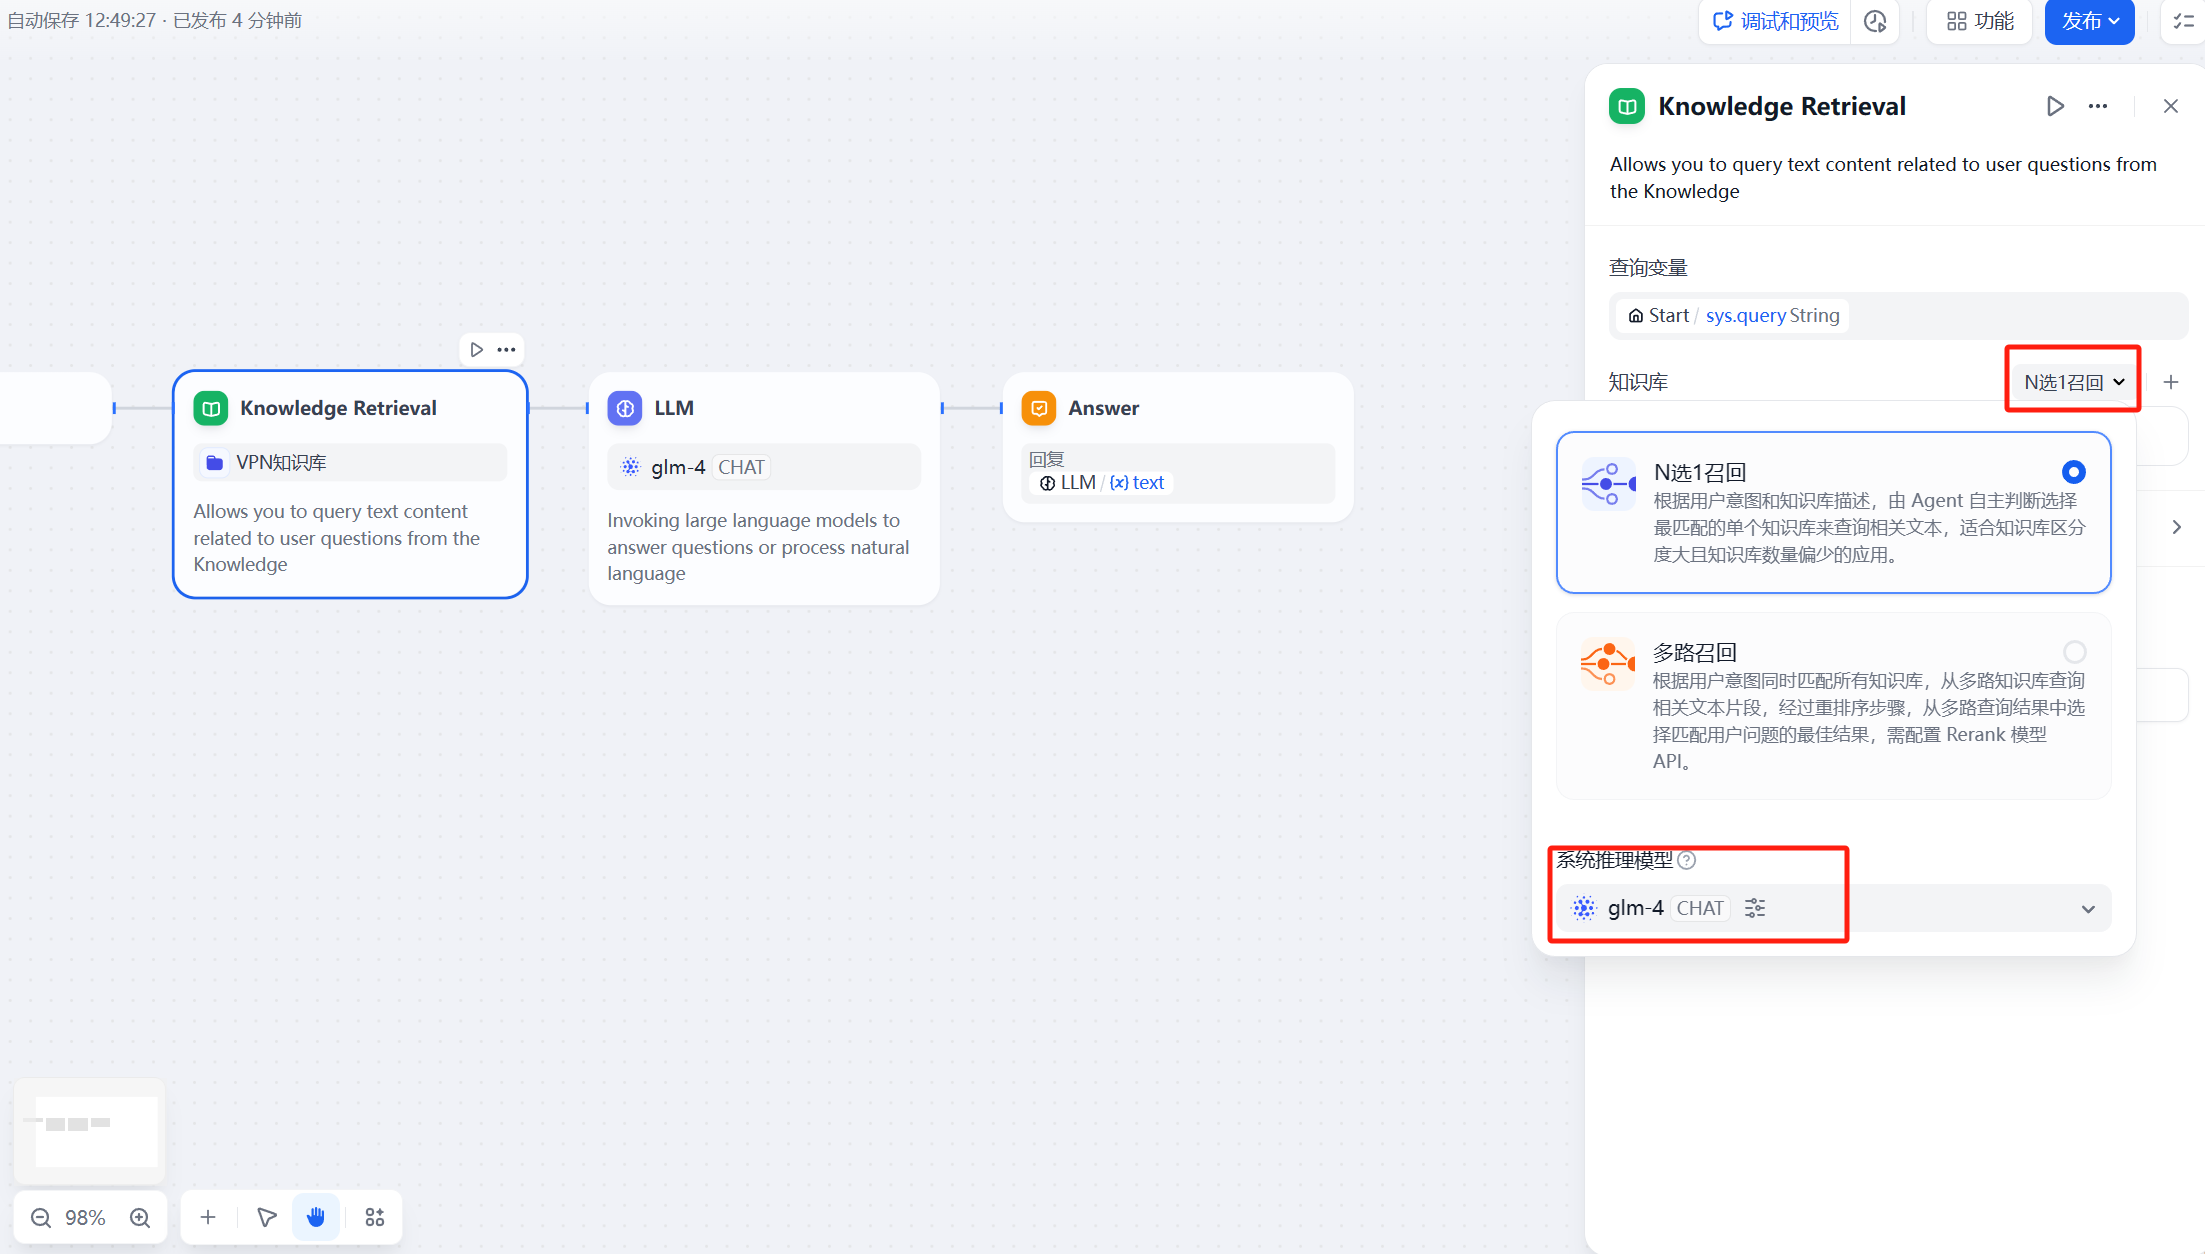 自动保存 12:49:27 · 已发布 4 分钟前
调试和预览
功能
发布
Knowledge Retrieval
Allows you to query text content related to user questions from
the Knowledge
查询变量
Start / sys.query String
知识库
N选1召回
N选1召回
根据用户意图和知识库描述，由 Agent 自主判断选择
最匹配的单个知识库来查询相关文本，适合知识库区分
度大且知识库数量偏少的应用。
多路召回
根据用户意图同时匹配所有知识库，从多路知识库查询
相关文本片段，经过重排序步骤，从多路查询结果中选
择匹配用户问题的最佳结果，需配置 Rerank 模型
API。
系统推理模型
glm-4 CHAT
Knowledge Retrieval
VPN知识库
Allows you to query text content
related to user questions from the
Knowledge
LLM
glm-4 CHAT
Invoking large language models to
answer questions or process natural
language
Answer
回复
LLM / {x} text
98%